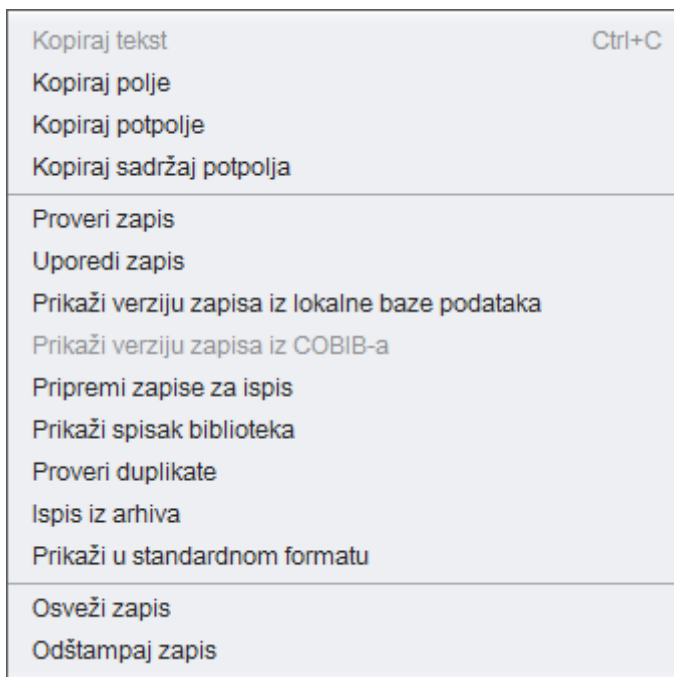 Kopiraj tekst Ctrl+C
Kopiraj polje
Kopiraj potpolje
Kopiraj sadržaj potpolja
Proveri zapis
Uporedi zapis
Prikaži verziju zapisa iz lokalne baze podataka
Prikaži verziju zapisa iz COBIB-a
Pripremi zapise za ispis
Prikaži spisak biblioteka
Proveri duplikate
Ispis iz arhiva
Prikaži u standardnom formatu
Osveži zapis
Odštampaj zapis